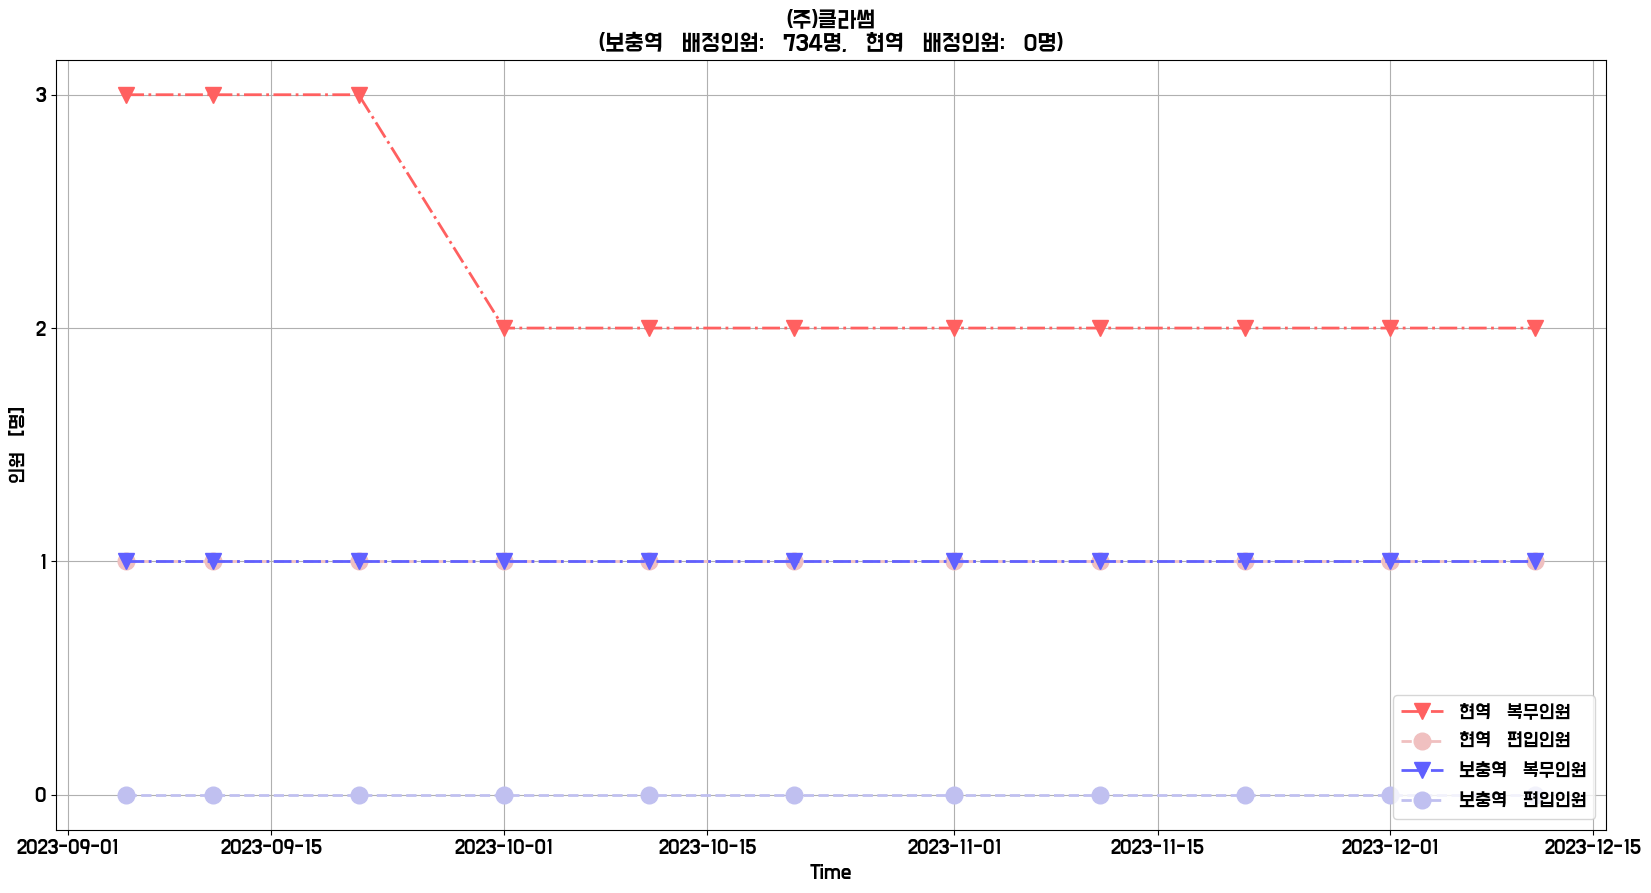 (주)클라썸
(보충역 배정인원: 734명, 현역 배정인원: 0명)
3
2
1
0
인원 [명]
현역 복무인원
현역 편입인원
보충역 복무인원
보충역 편입인원
2023-09-01 2023-09-15 2023-10-01 2023-10-15 2023-11-01 2023-11-15 2023-12-01 2023-12-15
Time